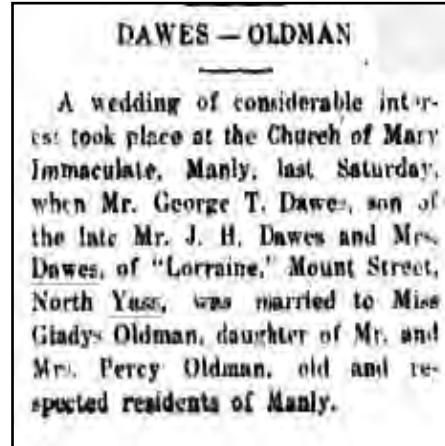 DAWES — OLDMAN
A wedding of considerable inter-
est took place at the Church of Mary
Immaculate, Manly, last Saturday,
when Mr. George T. Dawes, son of
the late Mr. J. H. Dawes and Mrs.
Dawes, of "Lorraine," Mount Street,
North Yass, was married to Miss
Gladys Oldman, daughter of Mr. and
Mrs. Percy Oldman, old and re-
spected residents of Manly.